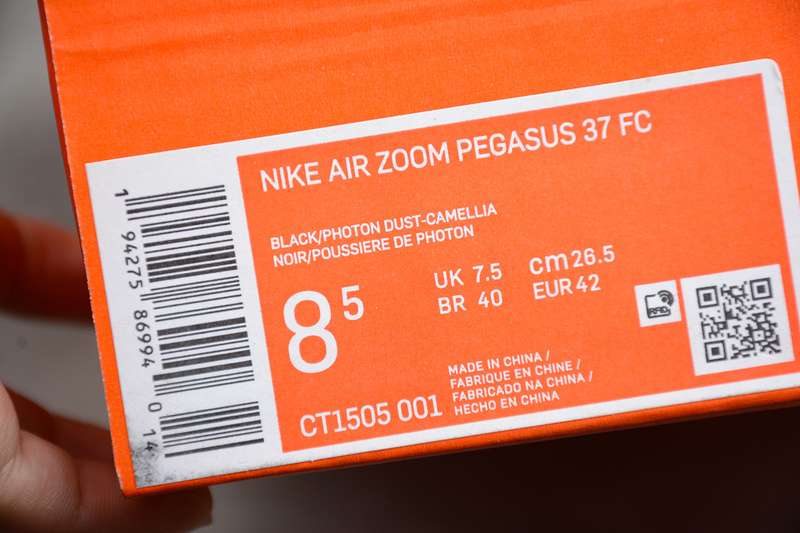 NIKE AIR ZOOM PEGASUS 37 FC
BLACK/PHOTON DUST-CAMELLIA
NOIR/POUSSIERE DE PHOTON
8 5
UK 7.5 cm 26.5
BR 40 EUR 42
RFID
CT1505 001
MADE IN CHINA /
FABRIQUE EN CHINE /
FABRICADO NA CHINA /
HECHO EN CHINA
1 94275 86994 0 14